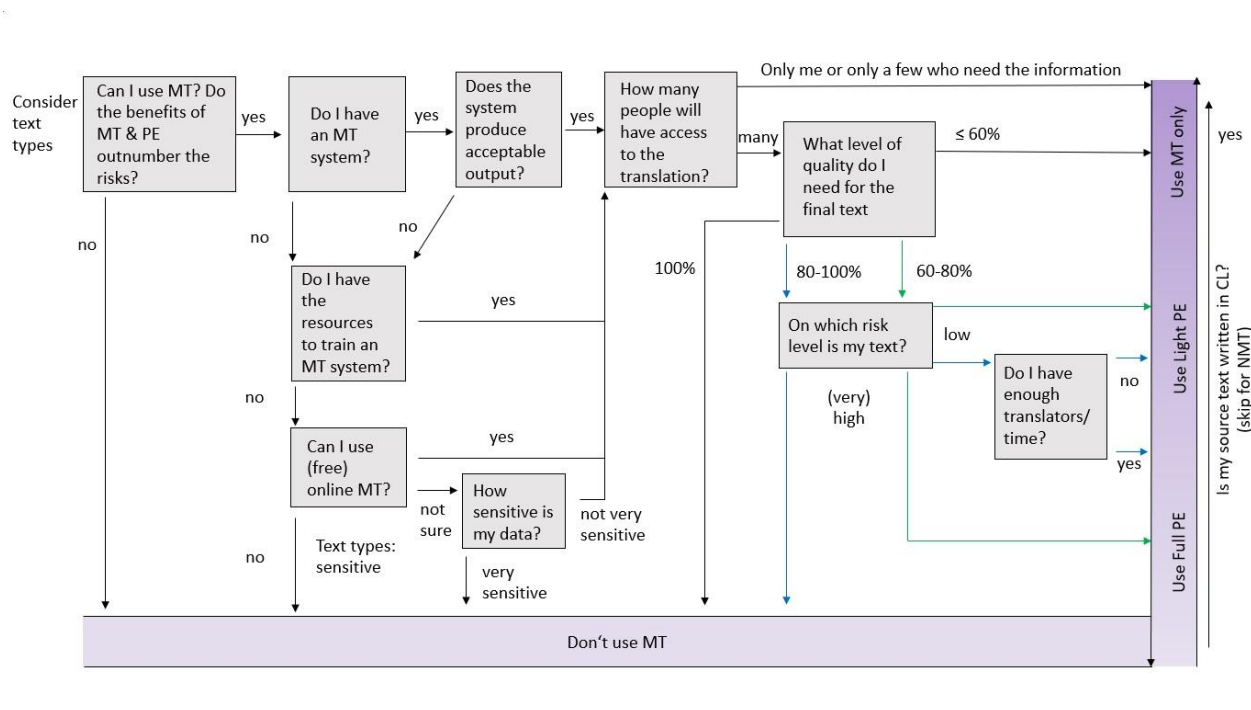 Consider
text
types
Can I use MT? Do
the benefits of
MT & PE
outnumber the
risks?
yes
no
Do I have
an MT
system?
yes
no
Does the
system
produce
acceptable
output?
yes
no
How many
people will
have access
to the
translation?
Only me or only a few who need the information
many
What level of
quality do I
need for the
final text
≤ 60%
100%
80-100%
60-80%
Do I have
the
resources
to train an
MT system?
yes
no
On which risk
level is my text?
low
(very)
high
Do I have
enough
translators/
time?
no
yes
Can I use
(free)
online MT?
yes
not
sure
no
Text types:
sensitive
How
sensitive is
my data?
not very
sensitive
very
sensitive
Don‘t use MT
Use MT only
Use Light PE
Use Full PE
yes
Is my source text written in CL?
(skip for NMT)